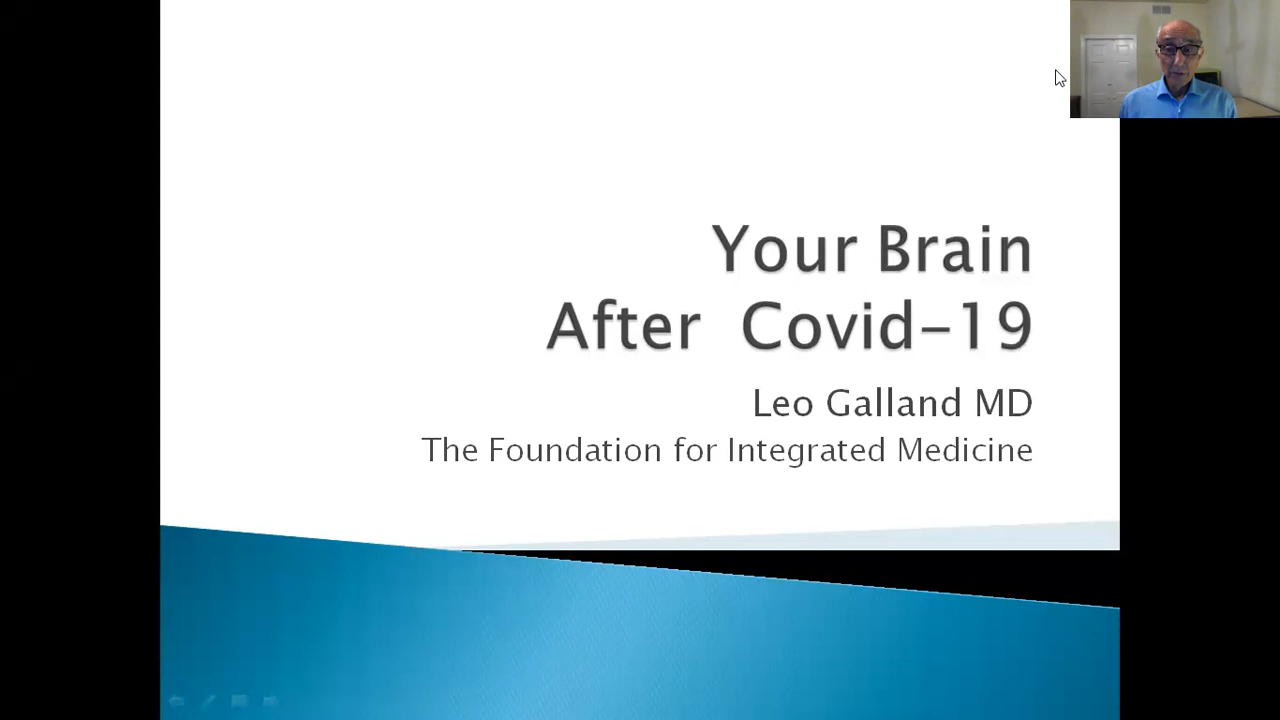 Your Brain
After Covid-19
Leo Galland MD
The Foundation for Integrated Medicine